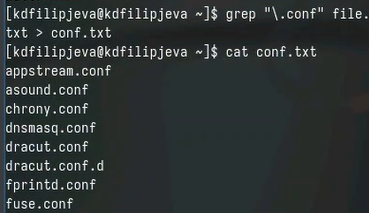 [kdfilipjeva@kdfilipjeva ~]$ grep "\.conf" file.
txt > conf.txt
[kdfilipjeva@kdfilipjeva ~]$ cat conf.txt
appstream.conf
asound.conf
chrony.conf
dnsmasq.conf
dracut.conf
dracut.conf.d
fprintd.conf
fuse.conf